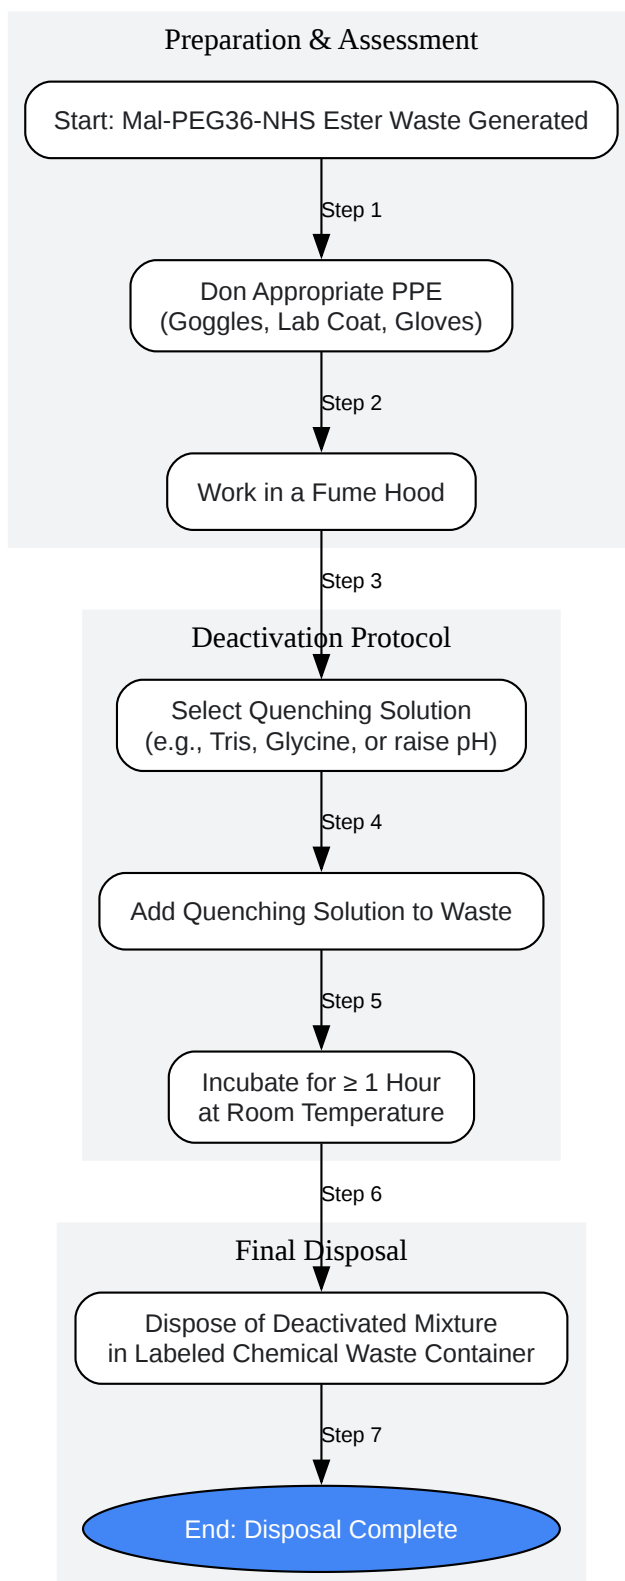 Preparation & Assessment
Start: Mal-PEG36-NHS Ester Waste Generated
Step 1
Don Appropriate PPE
(Goggles, Lab Coat, Gloves)
Step 2
Work in a Fume Hood
Step 3
Deactivation Protocol
Select Quenching Solution
(e.g., Tris, Glycine, or raise pH)
Step 4
Add Quenching Solution to Waste
Step 5
Incubate for ≥ 1 Hour
at Room Temperature
Step 6
Final Disposal
Dispose of Deactivated Mixture
in Labeled Chemical Waste Container
Step 7
End: Disposal Complete